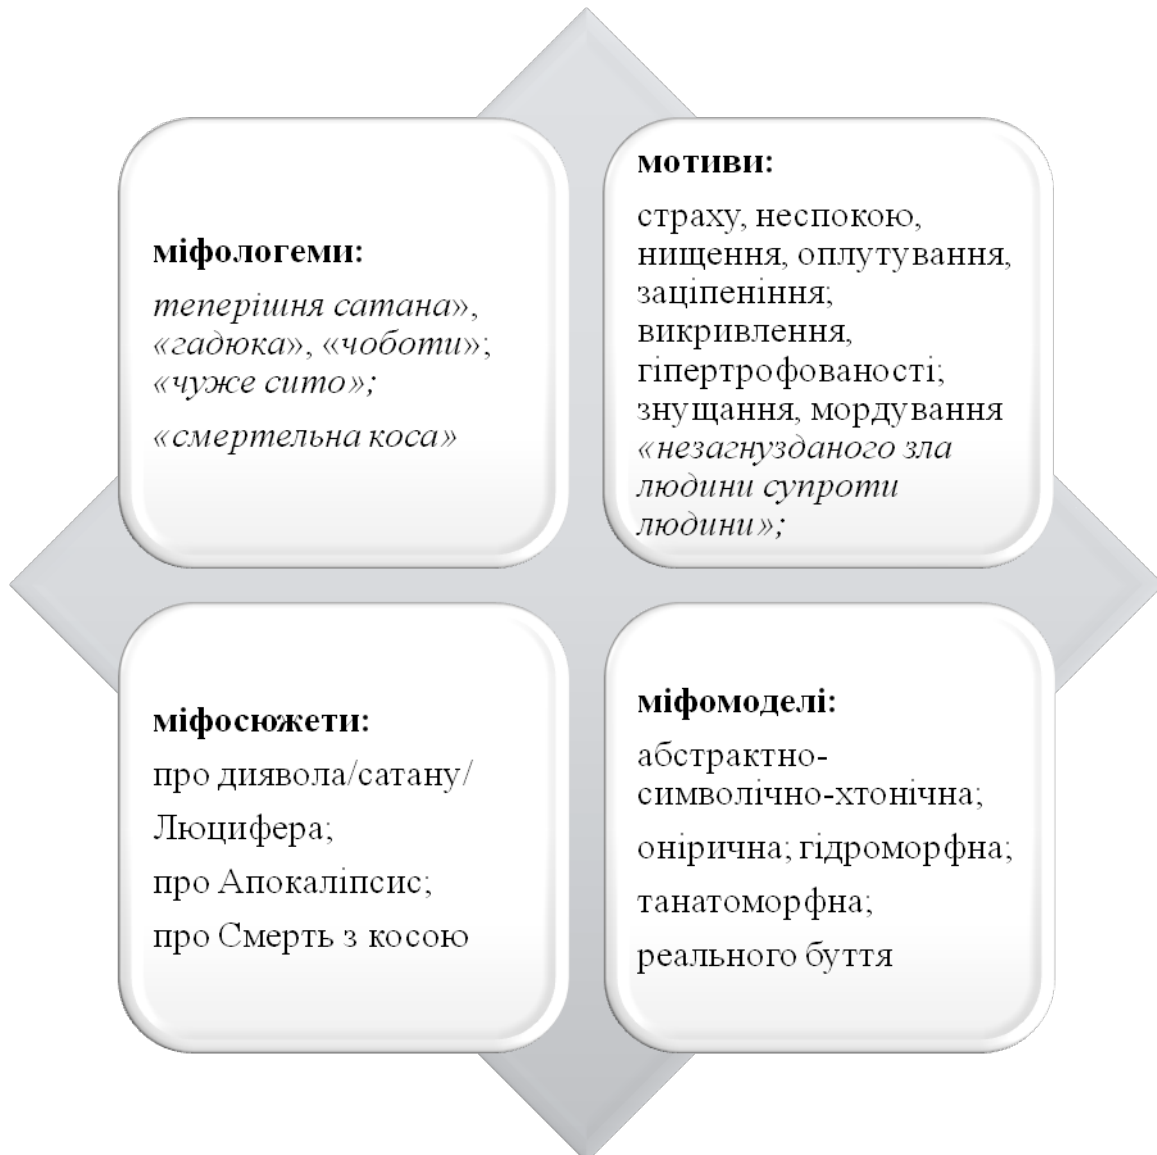 міфологеми:
теперішня сатана»,
«гадюка», «чоботи»;
«чуже сито»;
«смертельна коса»
мотиви:
страху, неспокою,
нищення, оплутування,
заціпеніння;
викривлення,
гіпертрофованості;
знущання, мордування
«незагнузданого зла
людини супроти
людини»;
міфосюжети:
про диявола/сатану/
Люцифера;
про Апокаліпсис;
про Смерть з косою
міфомоделі:
абстрактно-
символічно-хтонічна;
онірична; гідроморфна;
танатоморфна;
реального буття